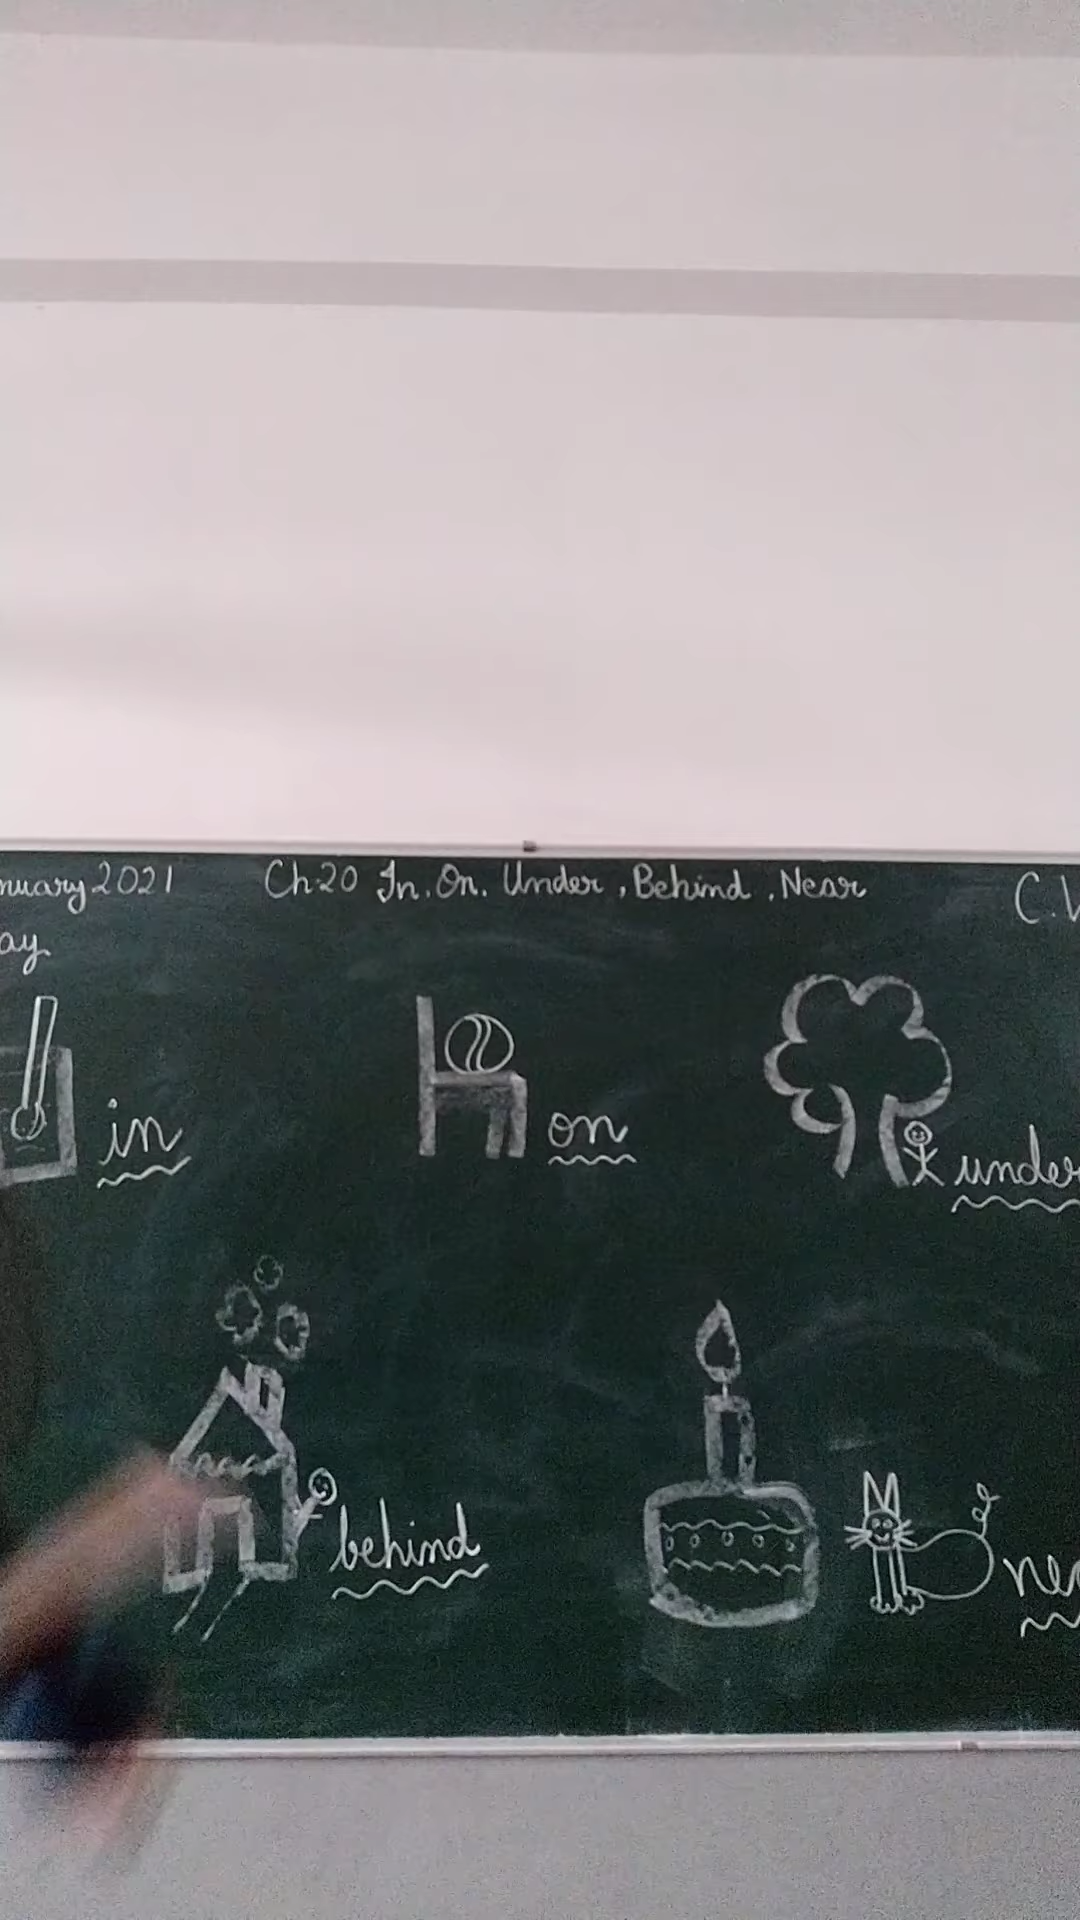 nuary 2021 Ch-20 In, On, Under, Behind, Near C.
ay
in on under
behind